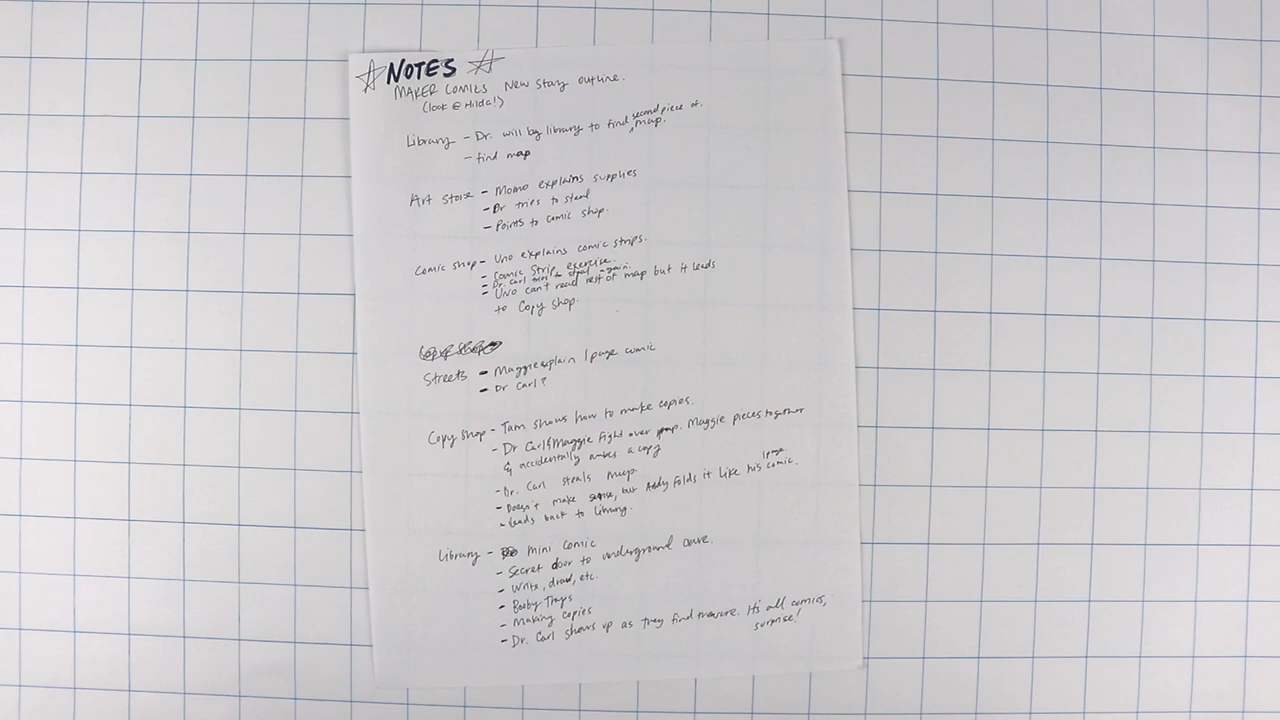 NOTES
MAKER COMICS New Story outline.
(look @ Hilda!)
Library - Dr. will by library to find second piece of map.
- find map
Art store - Momo explains supplies
- Dr tries to steal
- Points to comic shop.
Comic shop - Uno explains comic strips.
- Comic Strip exercise.
- Dr. Carl tries to steal again.
- Uno can't read rest of map but it leads
to Copy shop.
Streets - Maggie explain 1 page comic
- Dr Carl?
Copy shop - Tam shows how to make copies.
- Dr Carl & Maggie fight over map. Maggie pieces together
& accidentally makes a copy
- Dr. Carl steals map.
- Doesn't make sense, but Addy folds it like his 1 page comic.
- leads back to library.
Library - mini comic
- Secret door to underground cave.
- Write, draw, etc.
- Booby Traps
- Making copies
- Dr. Carl shows up as they find treasure. It's all comics,
surprise!